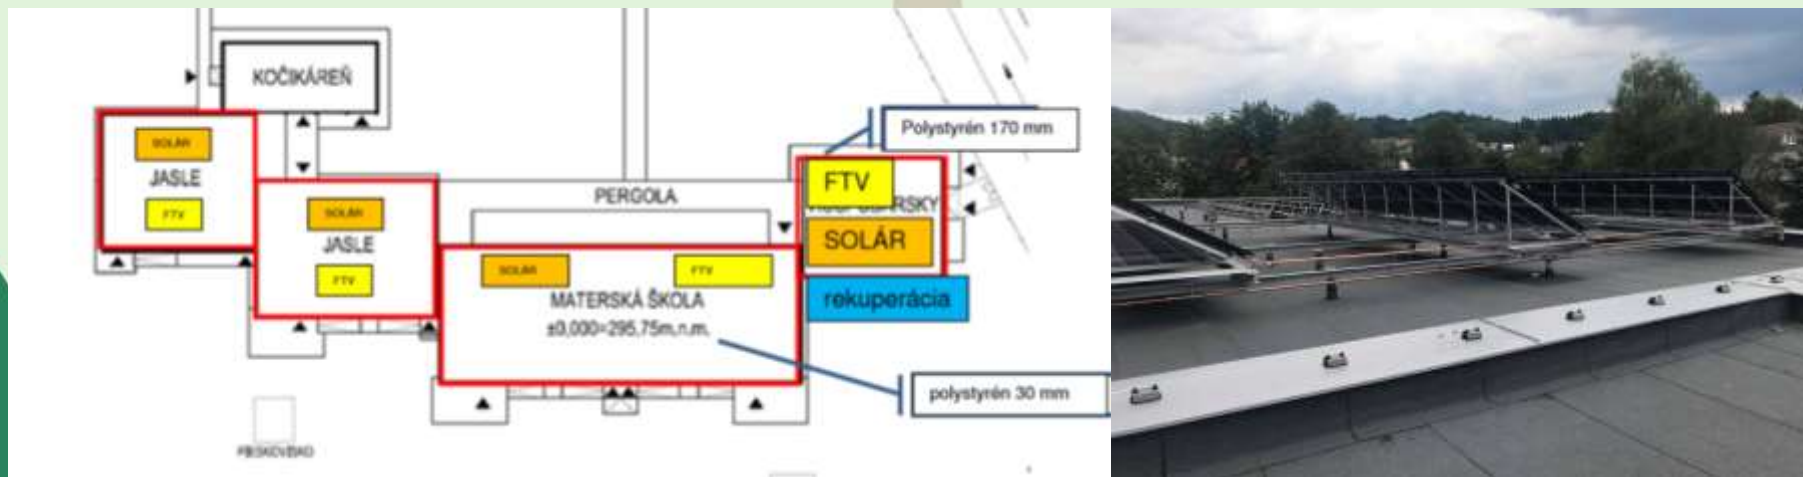 KOČIKÁREŇ
Polystyrén 170 mm
SOLÁR
JASLE
FTV
SOLÁR
JASLE
FTV
PERGOLA
FTV
SOLÁR
rekuperácia
SOLÁR
FTV
MATERSKÁ ŠKOLA
±0,000=295,75m.n.m.
polystyrén 30 mm